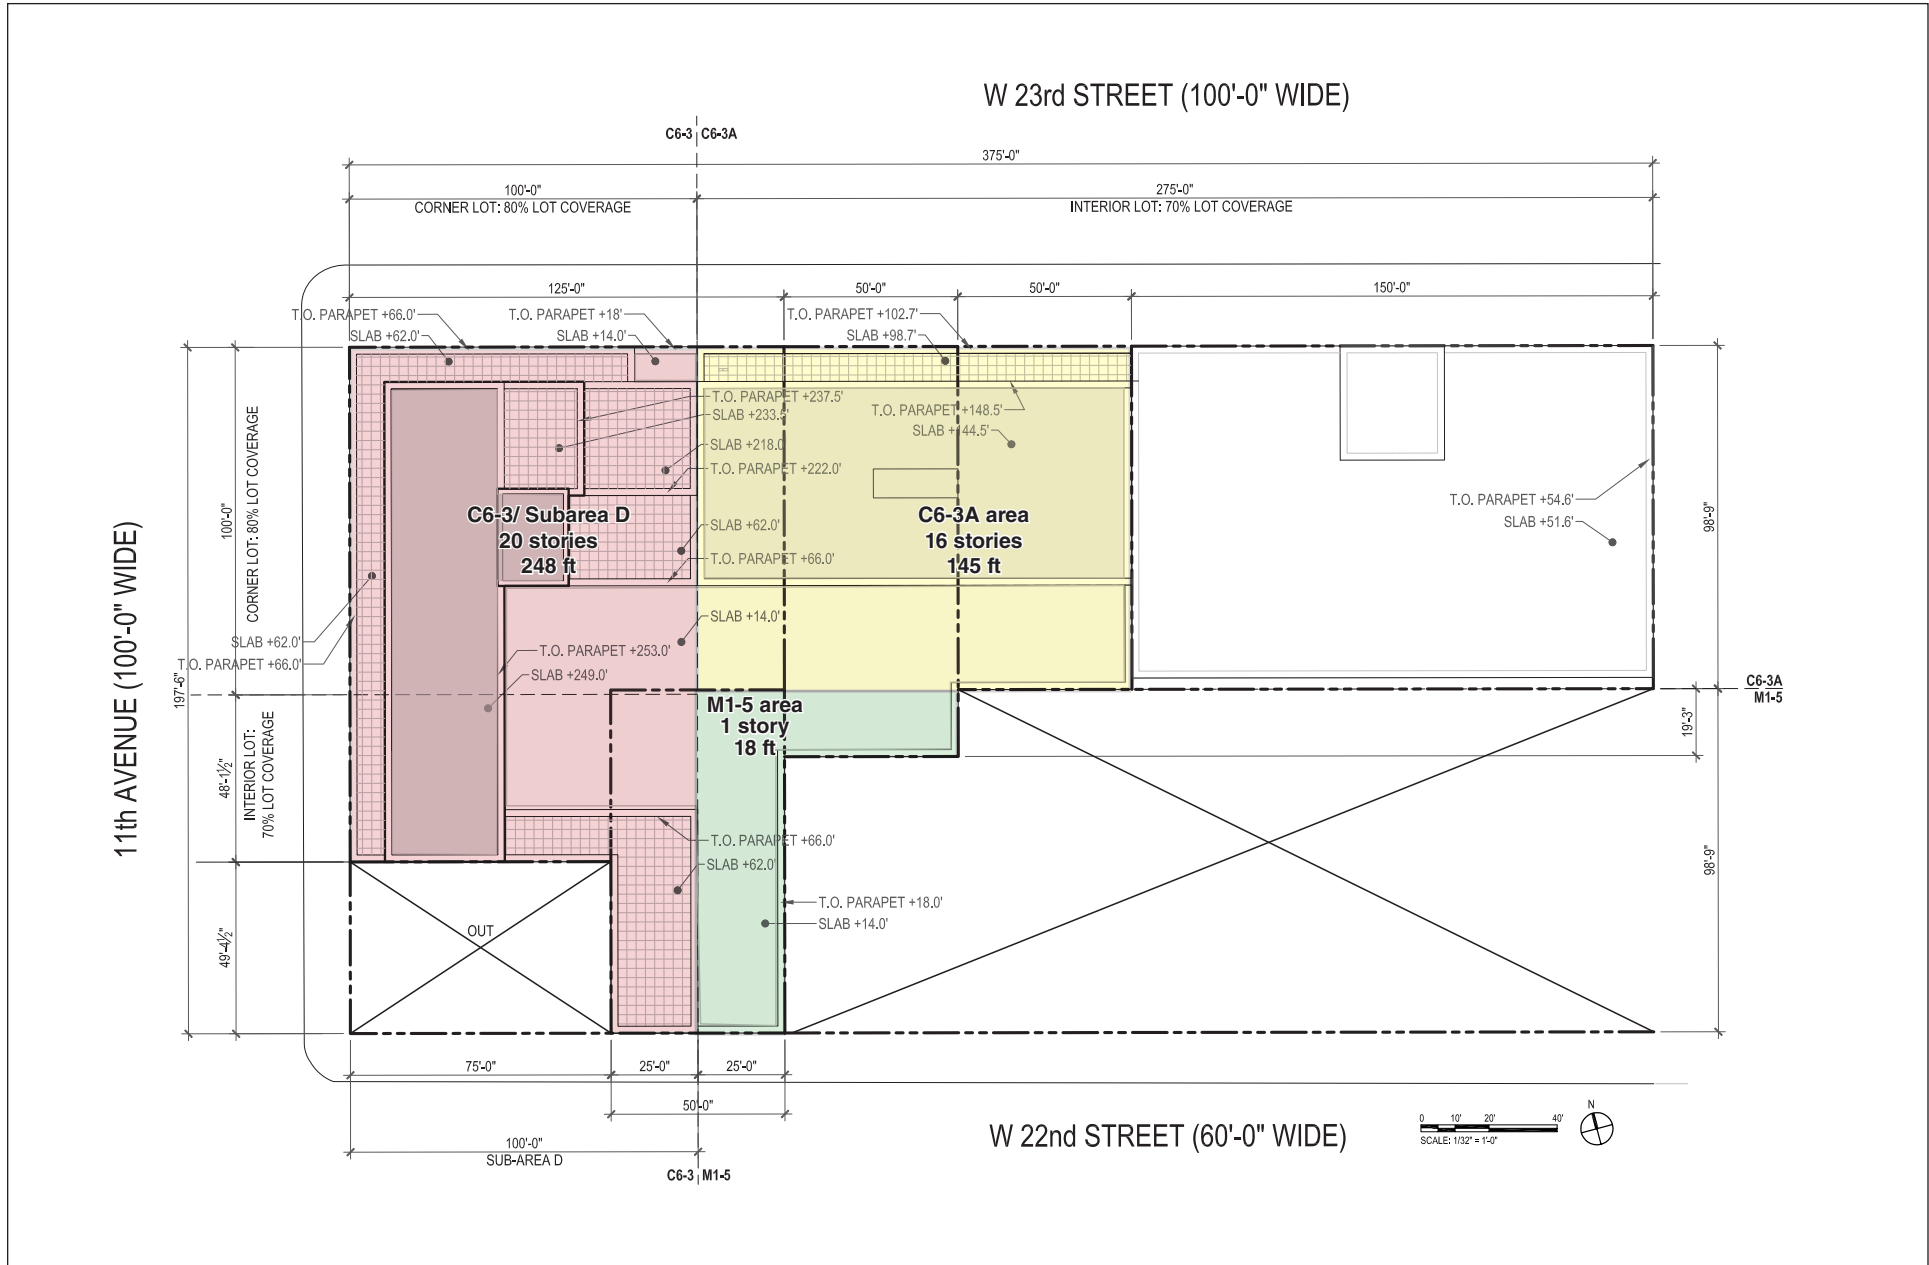 W 23rd STREET (100'-0" WIDE)
C6-3 C6-3A
375'-0"
100'-0"
CORNER LOT: 80% LOT COVERAGE
275'-0"
INTERIOR LOT: 70% LOT COVERAGE
125'-0"
50'-0"
50'-0"
150'-0"
T.O. PARAPET +66.0'
SLAB +62.0'
T.O. PARAPET +18'
SLAB +14.0'
T.O. PARAPET +102.7'
SLAB +98.7'
T.O. PARAPET +237.5'
SLAB +233.5'
SLAB +218.0'
T.O. PARAPET +222.0'
T.O. PARAPET +148.5'
SLAB +144.5'
T.O. PARAPET +54.6'
SLAB +51.6'
C6-3/ Subarea D
20 stories
248 ft
SLAB +62.0'
T.O. PARAPET +66.0'
C6-3A area
16 stories
145 ft
11th AVENUE (100'-0" WIDE)
197'-6"
100'-0"
CORNER LOT: 80% LOT COVERAGE
48'-1½"
INTERIOR LOT:
70% LOT COVERAGE
49'-4½"
98'-9"
SLAB +62.0'
T.O. PARAPET +66.0'
SLAB +14.0'
T.O. PARAPET +253.0'
SLAB +249.0'
C6-3A
M1-5
19'-3"
98'-9"
M1-5 area
1 story
18 ft
T.O. PARAPET +66.0'
SLAB +62.0'
T.O. PARAPET +18.0'
SLAB +14.0'
OUT
75'-0"
25'-0"
25'-0"
50'-0"
100'-0"
SUB-AREA D
C6-3 M1-5
W 22nd STREET (60'-0" WIDE)
0 10' 20' 40'
SCALE: 1/32" = 1'-0"
N